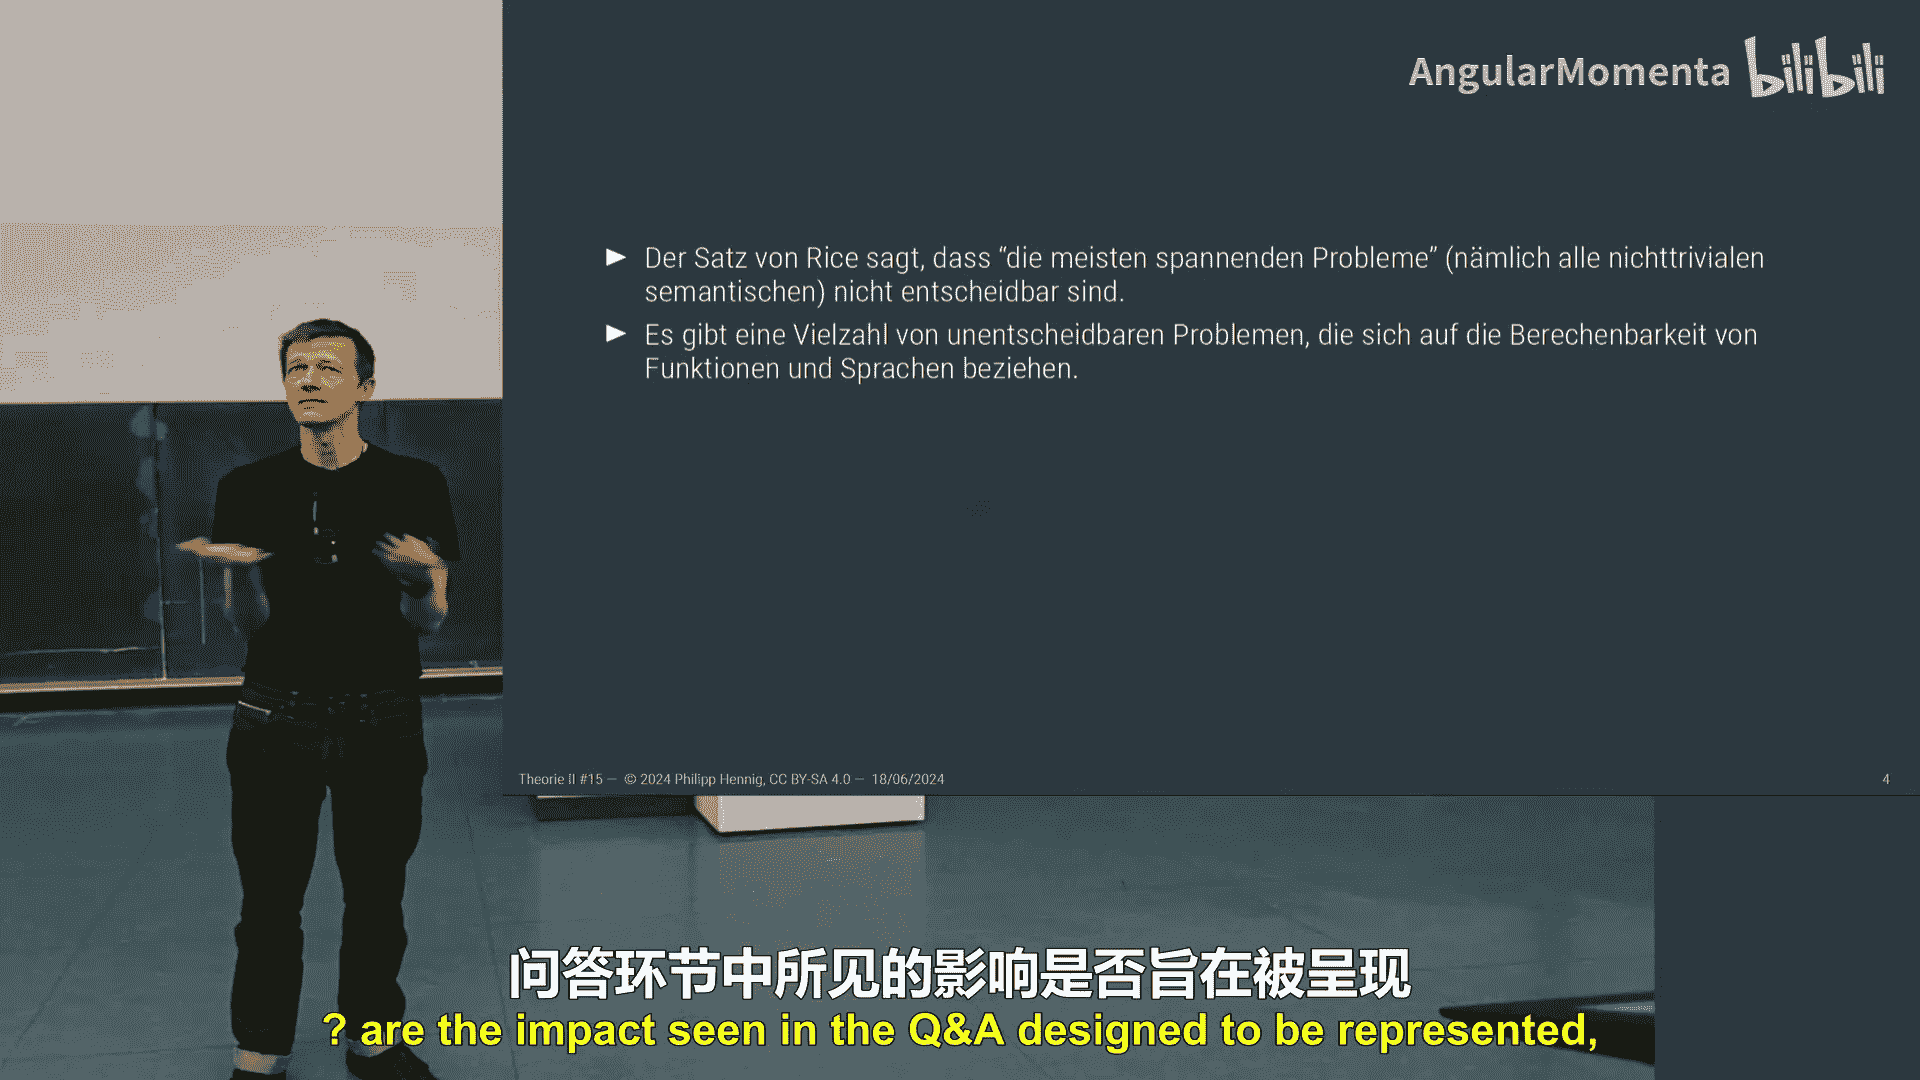 AngularMomenta bilibili
► Der Satz von Rice sagt, dass “die meisten spannenden Probleme” (nämlich alle nichttrivialen
semantischen) nicht entscheidbar sind.
► Es gibt eine Vielzahl von unentscheidbaren Problemen, die sich auf die Berechenbarkeit von
Funktionen und Sprachen beziehen.
Theorie II #15 — © 2024 Philipp Hennig, CC BY-SA 4.0 — 18/06/2024
4
问答环节中所见的影响是否旨在被呈现
? are the impact seen in the Q&A designed to be represented,